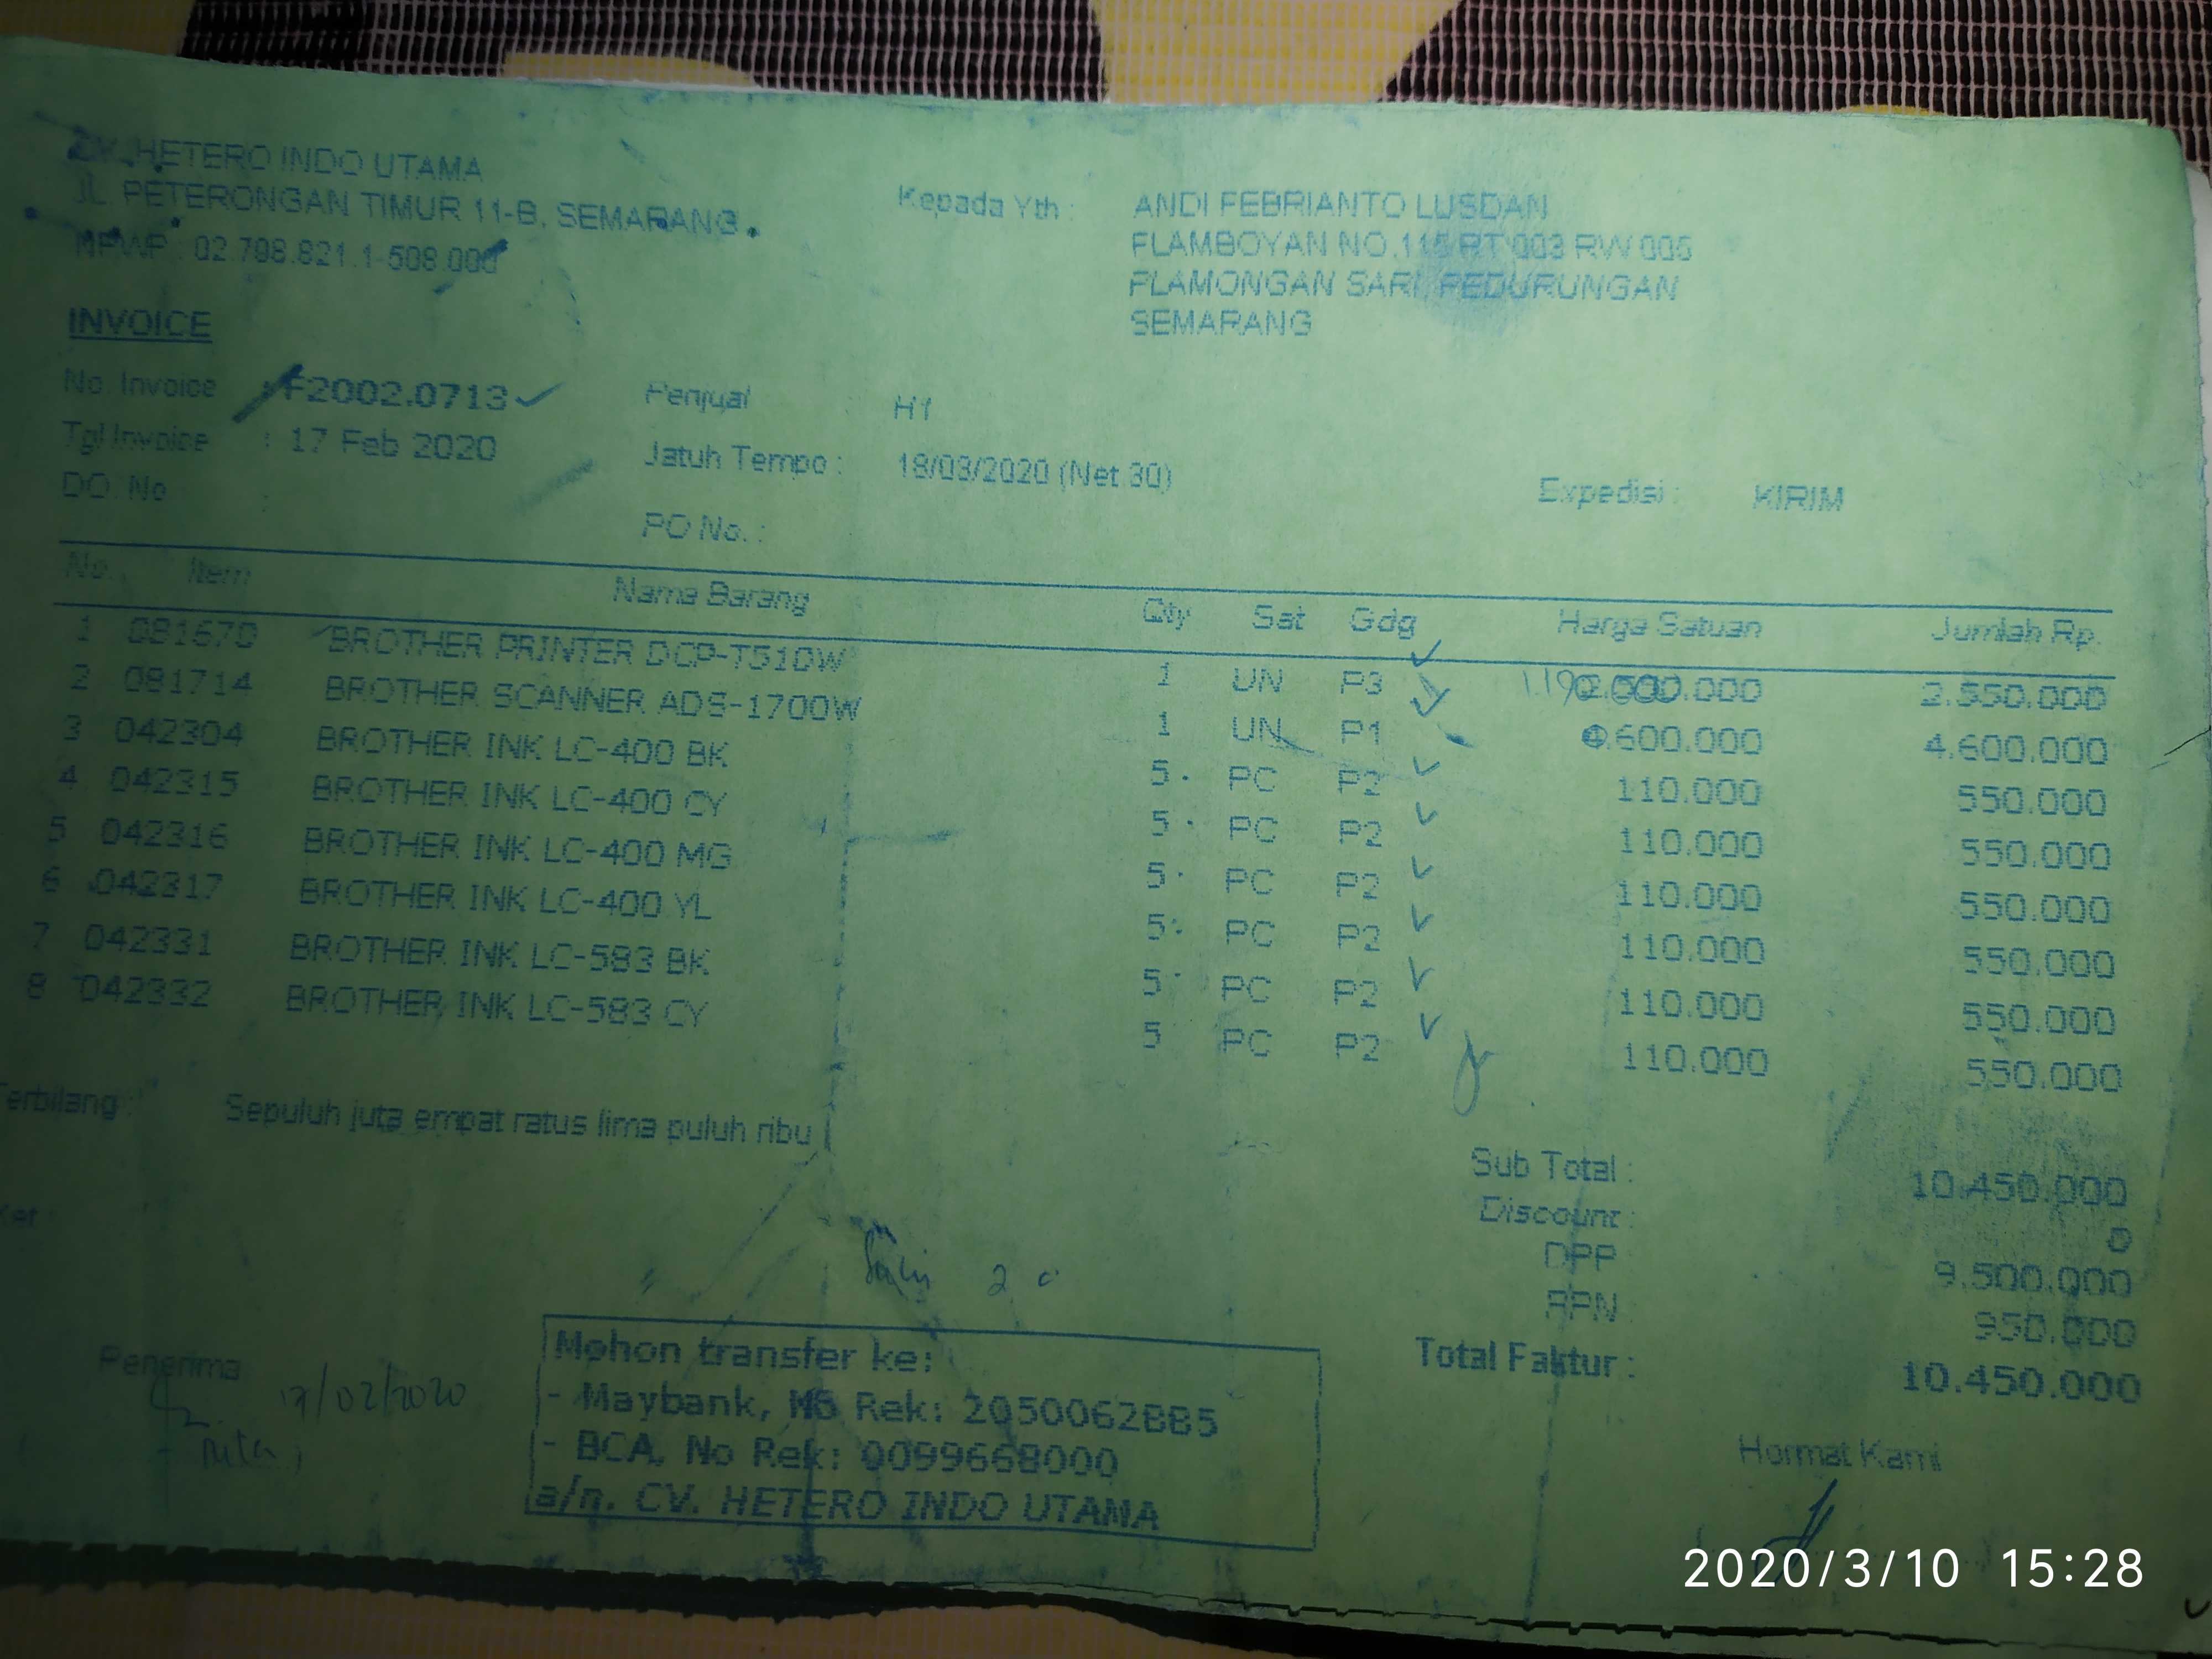 CV. HETERO INDO UTAMA
JL. PETERONGAN TIMUR 11-B, SEMARANG.
NPWP : 02.798.821.1-508.000
Kepada Yth :
ANDI FEBRIANTO LUSDAN
FLAMBOYAN NO.115 RT 003 RW 005
PLAMONGAN SARI, PEDURUNGAN
SEMARANG
INVOICE
No. Invoice : F2002.0713
Tgl Invoice : 17 Feb 2020
DO. No :
Penjual H1
Jatuh Tempo : 18/03/2020 (Net 30)
PO No. :
Expedisi : KIRIM
No. Item Nama Barang Qty Sat Gdg Harga Satuan Jumlah Rp.
1 081670 BROTHER PRINTER DCP-T510W 1 UN P3 2.550.000
2 081714 BROTHER SCANNER ADS-1700W 1 UN P1 4.600.000 4.600.000
3 042304 BROTHER INK LC-400 BK 5 PC P2 110.000 550.000
4 042315 BROTHER INK LC-400 CY 5 PC P2 110.000 550.000
5 042316 BROTHER INK LC-400 MG 5 PC P2 110.000 550.000
6 042317 BROTHER INK LC-400 YL 5 PC P2 110.000 550.000
7 042331 BROTHER INK LC-583 BK 5 PC P2 110.000 550.000
8 042332 BROTHER INK LC-583 CY 5 PC P2 110.000 550.000
Terbilang : Sepuluh juta empat ratus lima puluh ribu
Ket
Sub Total : 10.450.000
Discount : 0
DPP 9.500.000
PPN 950.000
Total Faktur : 10.450.000
Penerima
17/02/2020
Mohon transfer ke:
- Maybank, No Rek: 2050062885
- BCA, No Rek: 0099668000
a/n. CV. HETERO INDO UTAMA
Hormat Kami
2020/3/10 15:28